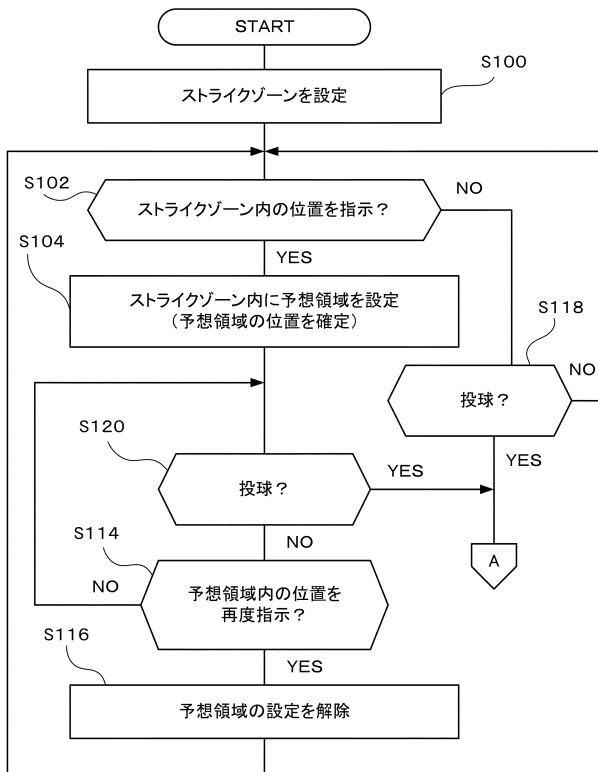 START
S100
ストライクゾーンを設定
S102
ストライクゾーン内の位置を指示？
NO
YES
S104
ストライクゾーン内に予想領域を設定
（予想領域の位置を確定）
S118
投球？
NO
YES
S120
投球？
YES
NO
A
S114
予想領域内の位置を
再度指示？
NO
YES
S116
予想領域の設定を解除